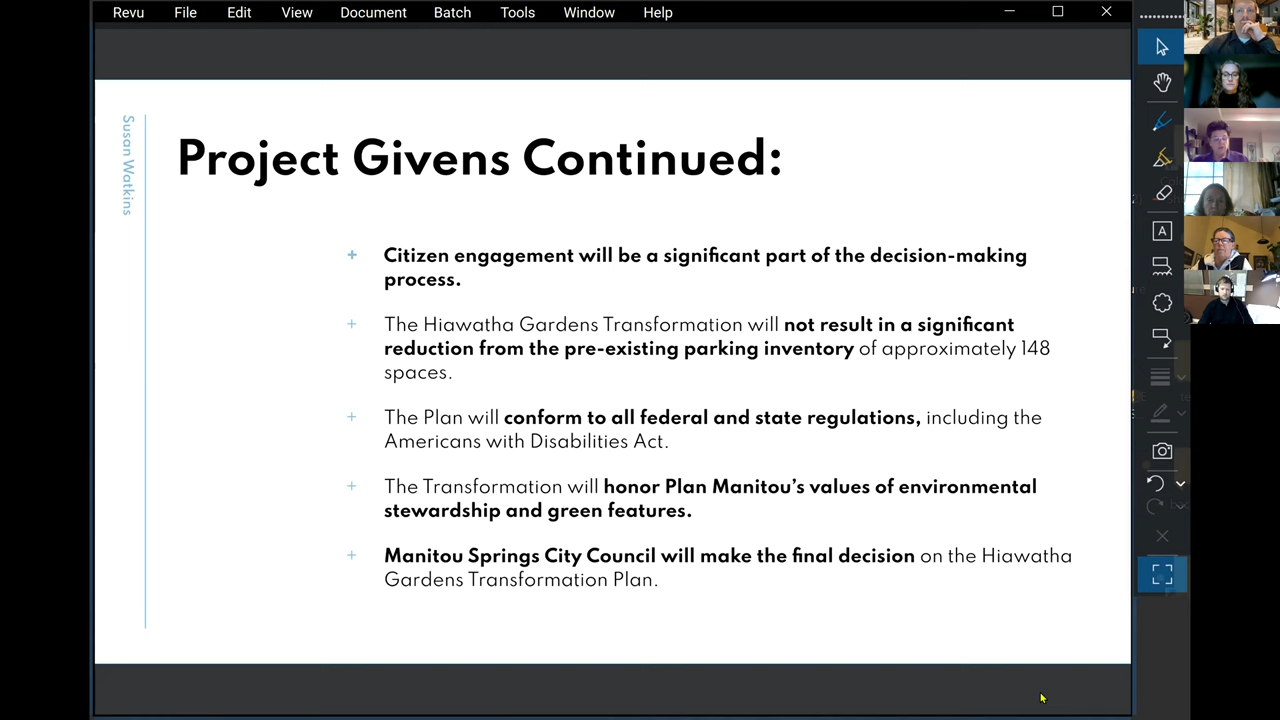 Revu File Edit View Document Batch Tools Window Help
Susan Watkins
Project Givens Continued:
+ Citizen engagement will be a significant part of the decision-making
process.
+ The Hiawatha Gardens Transformation will not result in a significant
reduction from the pre-existing parking inventory of approximately 148
spaces.
+ The Plan will conform to all federal and state regulations, including the
Americans with Disabilities Act.
+ The Transformation will honor Plan Manitou’s values of environmental
stewardship and green features.
+ Manitou Springs City Council will make the final decision on the Hiawatha
Gardens Transformation Plan.
A